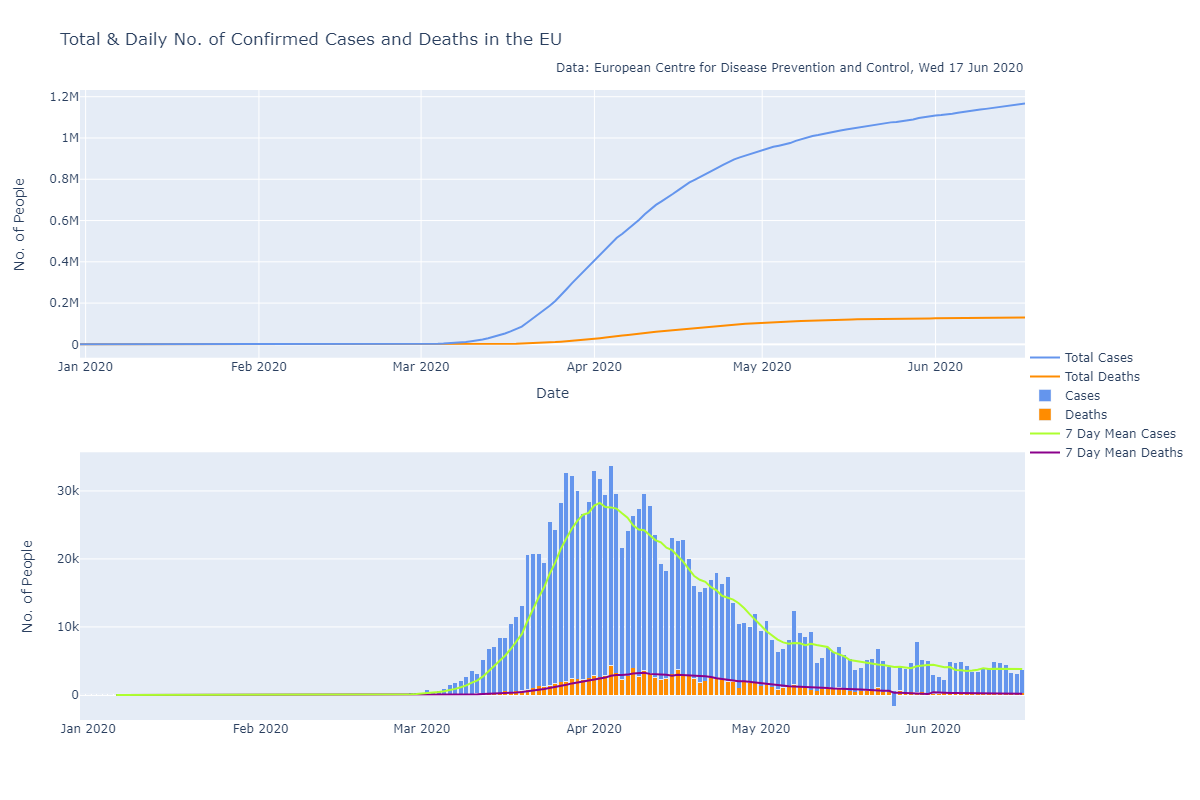 Total & Daily No. of Confirmed Cases and Deaths in the EU
Data: European Centre for Disease Prevention and Control, Wed 17 Jun 2020
1.2M
1M
0.8M
0.6M
0.4M
0.2M
0
No. of People
Jan 2020 Feb 2020 Mar 2020 Apr 2020 May 2020 Jun 2020
Date
Total Cases
Total Deaths
Cases
Deaths
7 Day Mean Cases
7 Day Mean Deaths
30k
20k
10k
0
No. of People
Jan 2020 Feb 2020 Mar 2020 Apr 2020 May 2020 Jun 2020